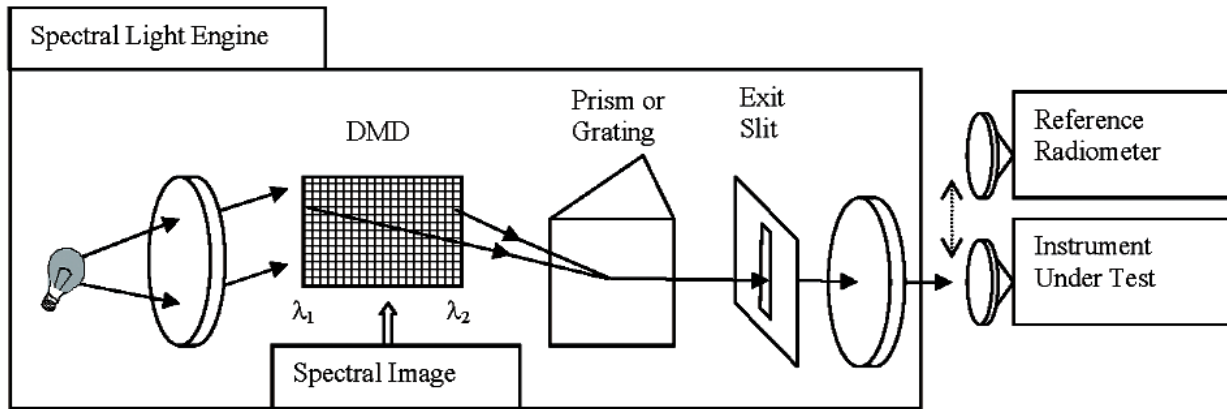 Spectral Light Engine
DMD
Prism or
Grating
Exit
Slit
Reference
Radiometer
Instrument
Under Test
λ₁
λ₂
Spectral Image